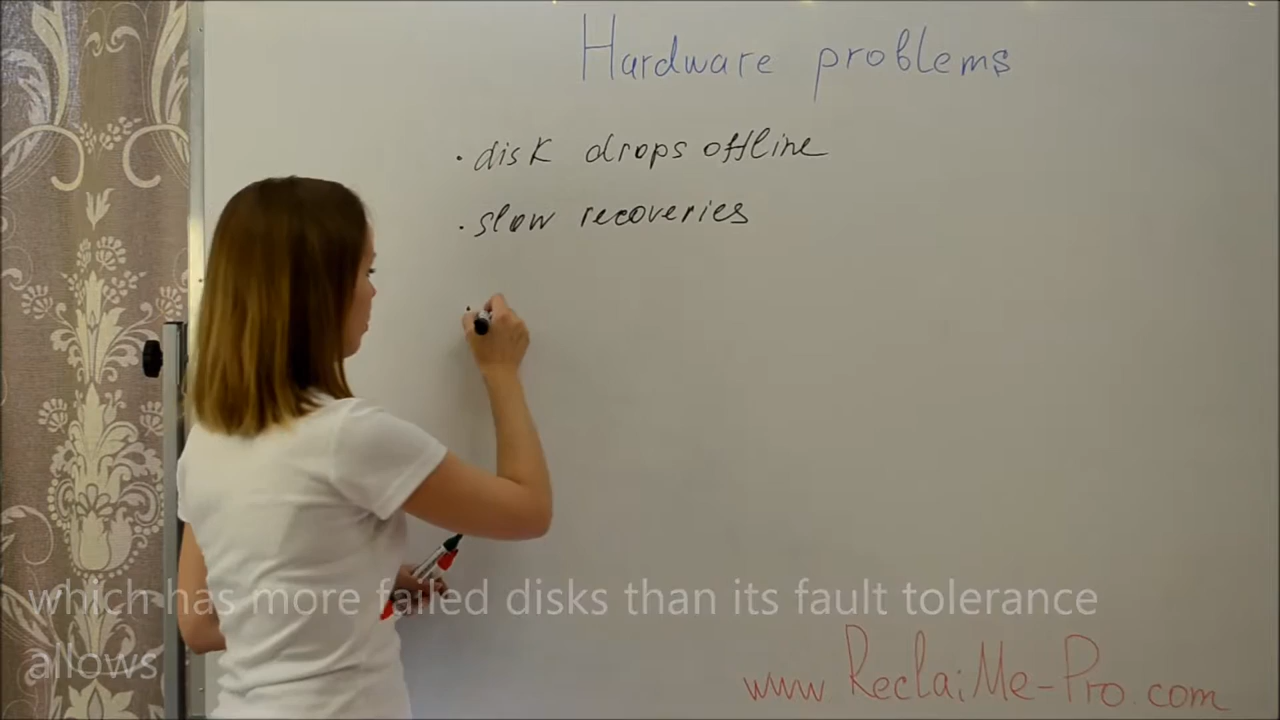 Hardware problems
· disk drops offline
· slow recoveries
which has more failed disks than its fault tolerance
allows
www.ReclaiMe-Pro.com